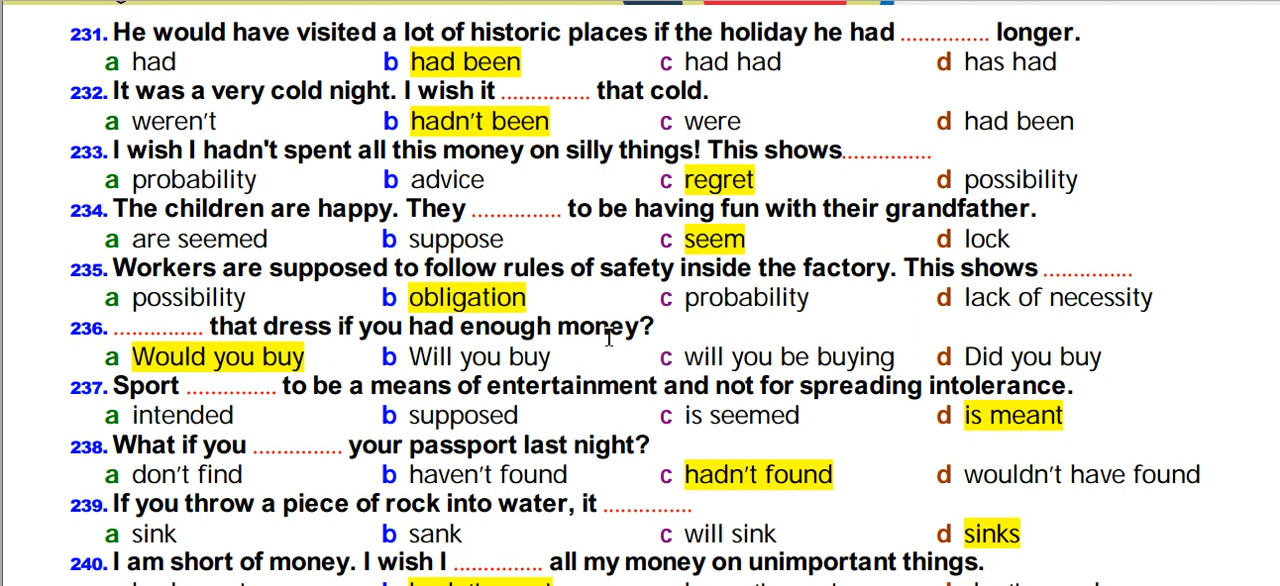 231. He would have visited a lot of historic places if the holiday he had ............... longer.
a had b had been c had had d has had
232. It was a very cold night. I wish it ............... that cold.
a weren't b hadn't been c were d had been
233. I wish I hadn't spent all this money on silly things! This shows...............
a probability b advice c regret d possibility
234. The children are happy. They ............... to be having fun with their grandfather.
a are seemed b suppose c seem d lock
235. Workers are supposed to follow rules of safety inside the factory. This shows ...............
a possibility b obligation c probability d lack of necessity
236. ............... that dress if you had enough money?
a Would you buy b Will you buy c will you be buying d Did you buy
237. Sport ............... to be a means of entertainment and not for spreading intolerance.
a intended b supposed c is seemed d is meant
238. What if you ............... your passport last night?
a don't find b haven't found c hadn't found d wouldn't have found
239. If you throw a piece of rock into water, it ...............
a sink b sank c will sink d sinks
240. I am short of money. I wish I ............... all my money on unimportant things.